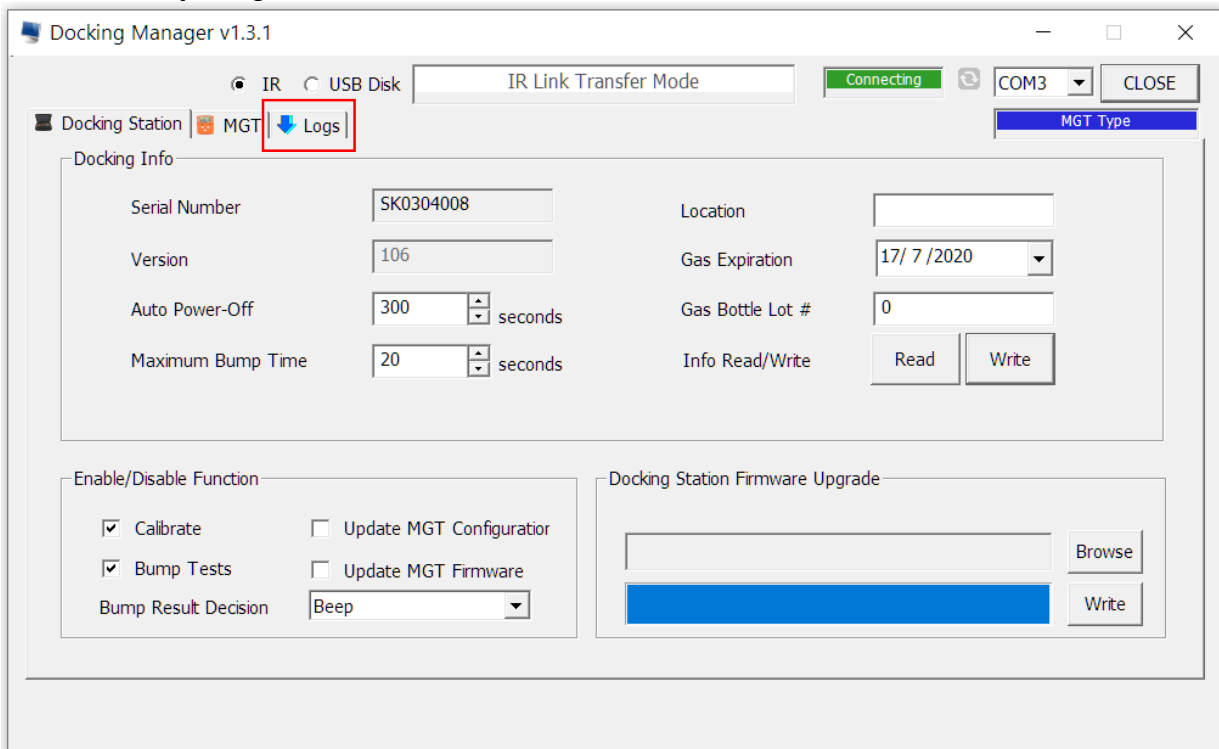 Docking Manager v1.3.1
IR USB Disk IR Link Transfer Mode Connecting COM3 CLOSE
Docking Station MGT Logs MGT Type
Docking Info
Serial Number SK0304008 Location
Version 106 Gas Expiration 17/ 7 /2020
Auto Power-Off 300 seconds Gas Bottle Lot # 0
Maximum Bump Time 20 seconds Info Read/Write Read Write
Enable/Disable Function Docking Station Firmware Upgrade
Calibrate Update MGT Configuration
Browse
Bump Tests Update MGT Firmware
Bump Result Decision Beep Write